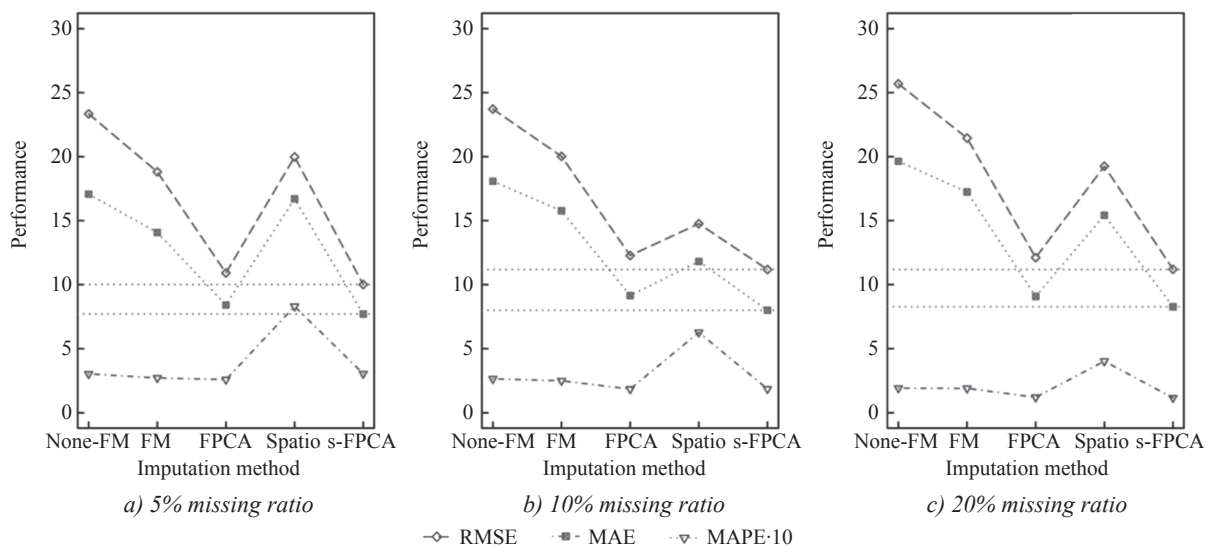 30
25
20
15
10
5
0
Performance
None-FM FM FPCA Spatio s-FPCA
Imputation method
a) 5% missing ratio
30
25
20
15
10
5
0
Performance
None-FM FM FPCA Spatio s-FPCA
Imputation method
b) 10% missing ratio
30
25
20
15
10
5
0
Performance
None-FM FM FPCA Spatio s-FPCA
Imputation method
c) 20% missing ratio
RMSE MAE MAPE·10